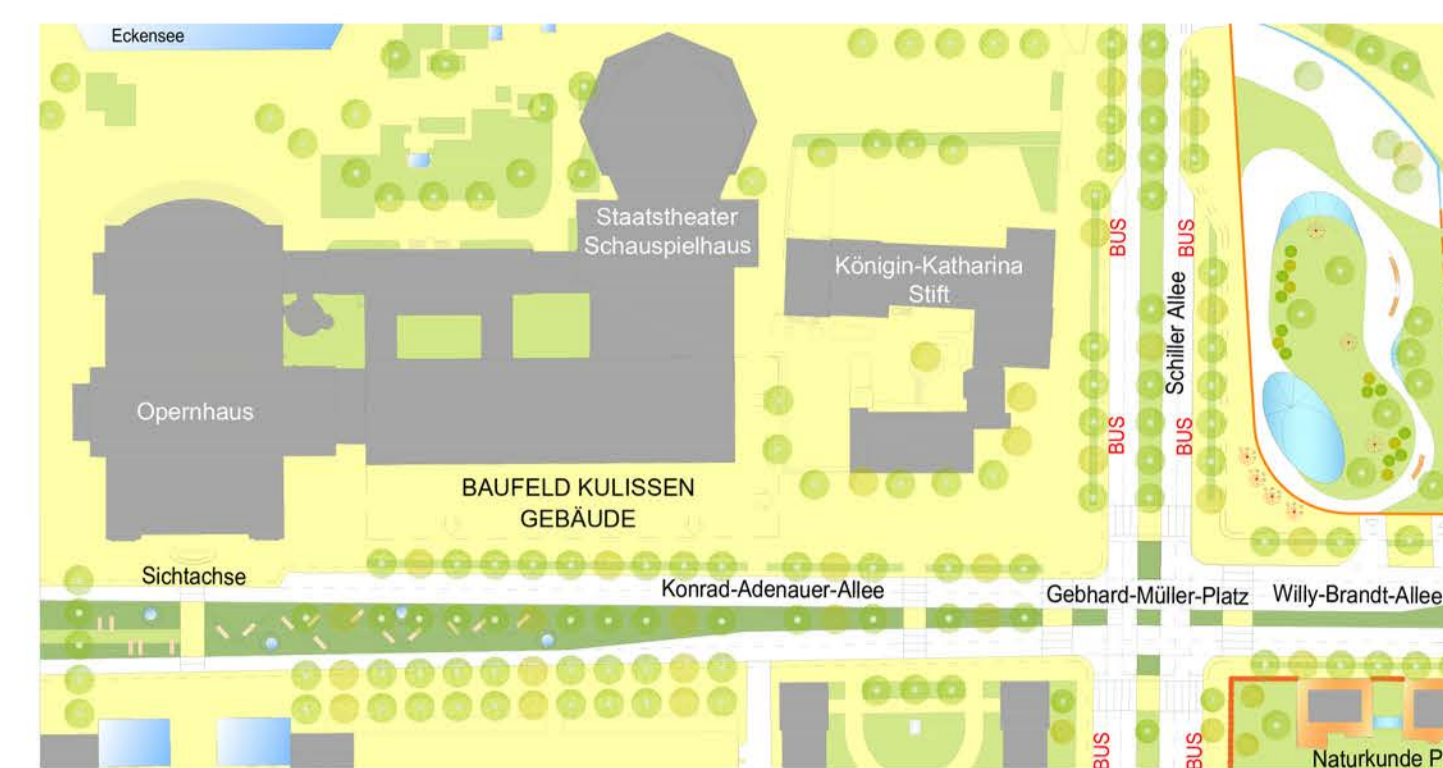 Eckensee
Staatstheater
Schauspielhaus
Königin-Katharina
Stift
BUS
BUS
Schiller Allee
Opernhaus
BUS
BUS
BAUFELD KULISSEN
GEBÄUDE
Sichtachse
Konrad-Adenauer-Allee
Gebhard-Müller-Platz
Willy-Brandt-Allee
BUS
BUS
Naturkunde P